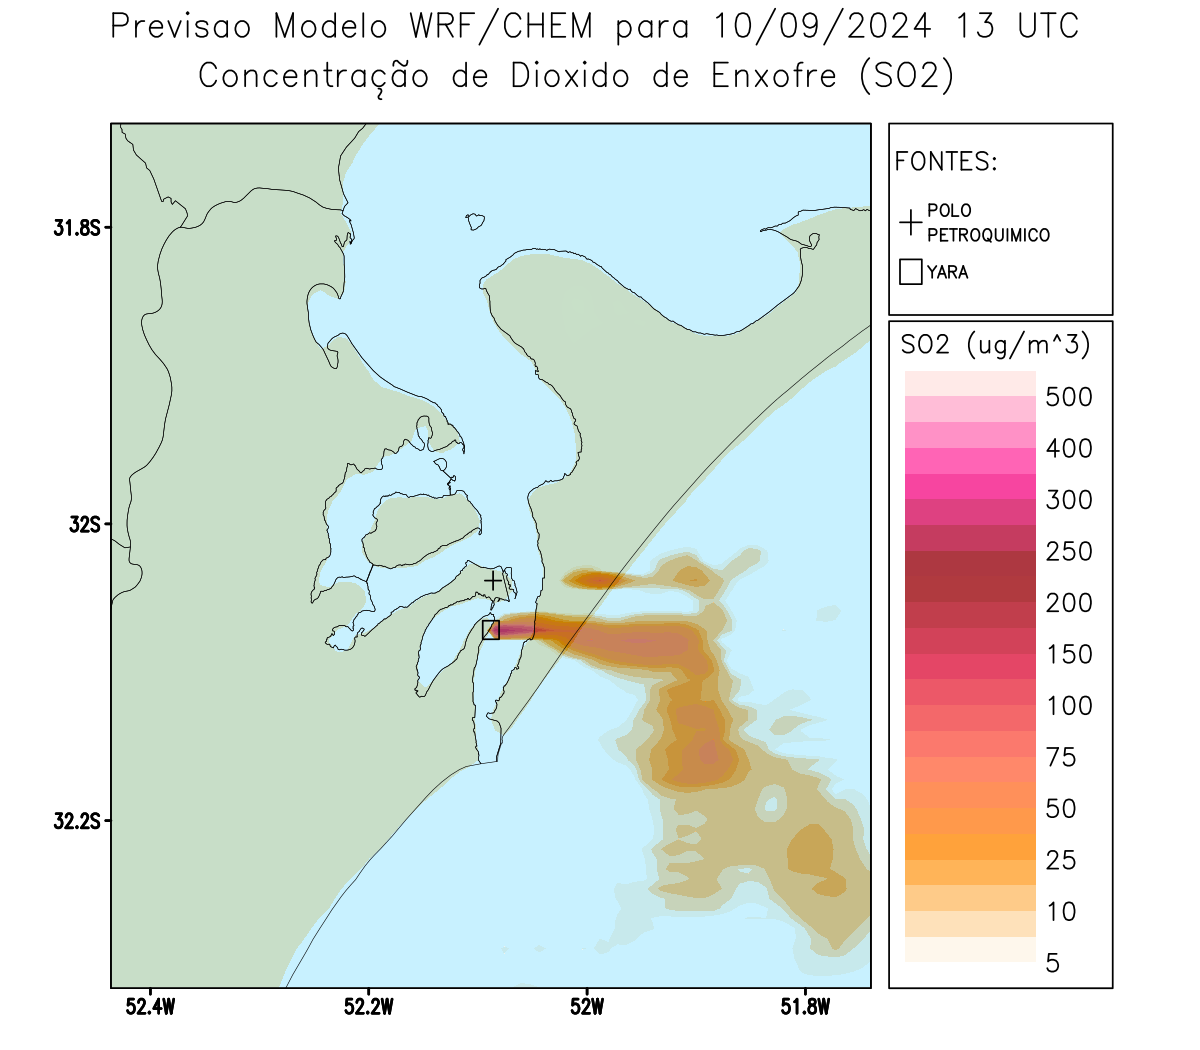 Previsao Modelo WRF/CHEM para 10/09/2024 13 UTC
Concentração de Dioxido de Enxofre (SO2)
FONTES:
POLO
PETROQUIMICO
YARA
SO2 (ug/m^3)
500
400
300
250
200
150
100
75
50
25
10
5
31.8S
32S
32.2S
52.4W
52.2W
52W
51.8W